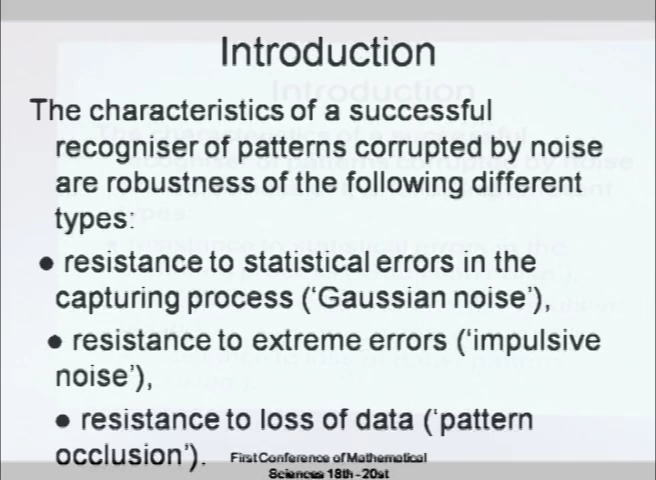 Introduction
The characteristics of a successful
recogniser of patterns corrupted by noise
are robustness of the following different
types:
● resistance to statistical errors in the
capturing process (‘Gaussian noise’),
● resistance to extreme errors (‘impulsive
noise’),
● resistance to loss of data (‘pattern
occlusion’).
First Conference of Mathematical
Sciences 18th - 20st